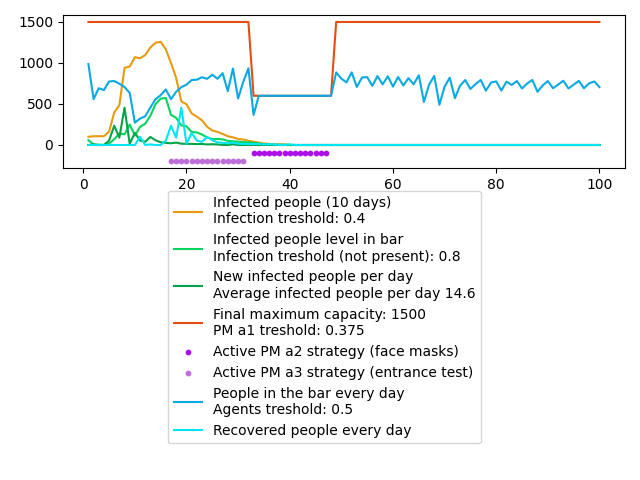 1500
1000
500
0
0
20
40
60
80
100
Infected people (10 days)
Infection treshold: 0.4
Infected people level in bar
Infection treshold (not present): 0.8
New infected people per day
Average infected people per day 14.6
Final maximum capacity: 1500
PM a1 treshold: 0.375
Active PM a2 strategy (face masks)
Active PM a3 strategy (entrance test)
People in the bar every day
Agents treshold: 0.5
Recovered people every day